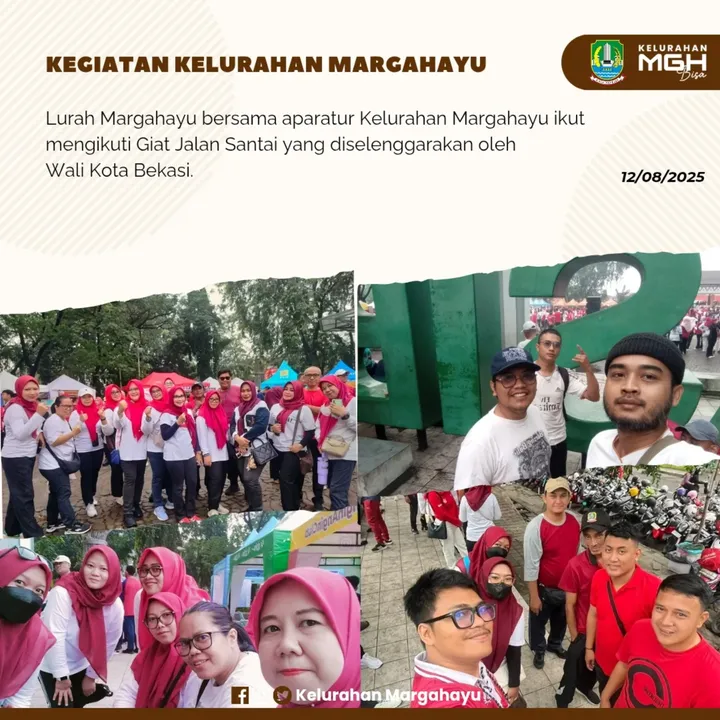 KEGIATAN KELURAHAN MARGAHAYU
KELURAHAN
MGH
Bisa
Lurah Margahayu bersama aparatur Kelurahan Margahayu ikut
mengikuti Giat Jalan Santai yang diselenggarakan oleh
Wali Kota Bekasi.
12/08/2025
Kelurahan Margahayu